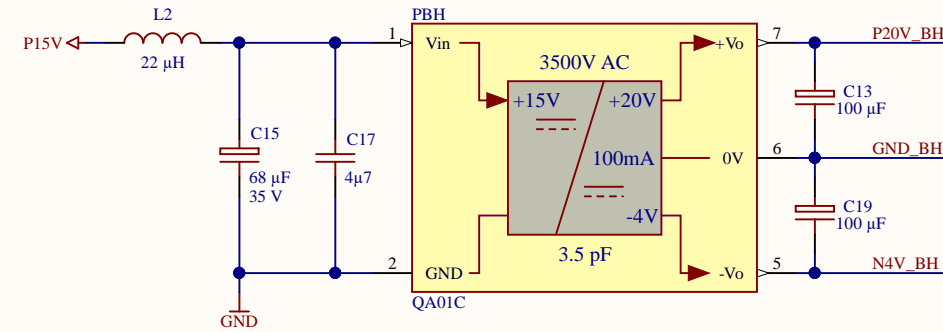 L2
P15V
22 µH
C15
68 µF
35 V
C17
4µ7
PBH
1
Vin
3500V AC
+15V
+20V
100mA
-4V
3.5 pF
+Vo
0V
-Vo
2
GND
QA01C
GND
7
6
5
P20V_BH
C13
100 µF
GND_BH
C19
100 µF
N4V_BH